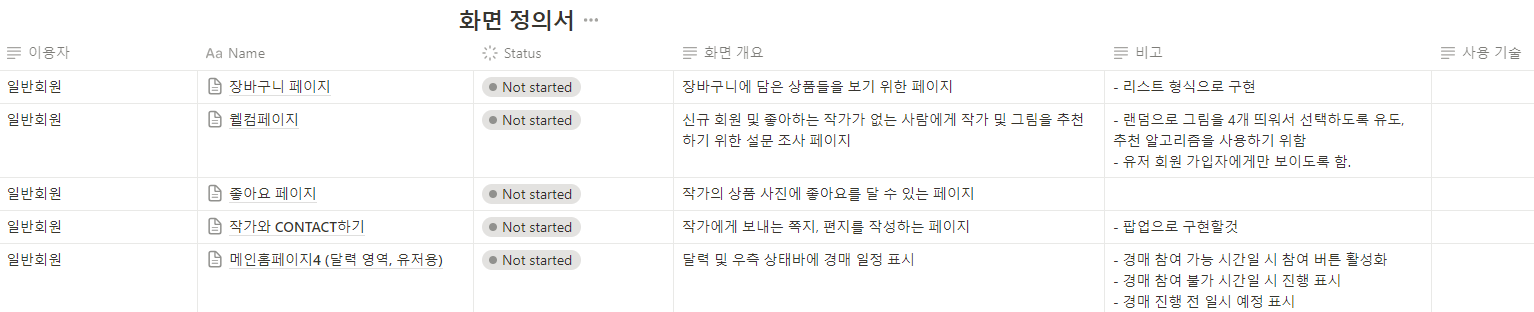 화면 정의서 ...
이용자 Aa Name Status 화면 개요 비고 사용 기술
일반회원 장바구니 페이지 Not started 장바구니에 담은 상품들을 보기 위한 페이지 - 리스트 형식으로 구현
일반회원 웰컴페이지 Not started 신규 회원 및 좋아하는 작가가 없는 사람에게 작가 및 그림을 추천 - 랜덤으로 그림을 4개 띄워서 선택하도록 유도,
하기 위한 설문 조사 페이지 추천 알고리즘을 사용하기 위함
- 유저 회원 가입자에게만 보이도록 함.
일반회원 좋아요 페이지 Not started 작가의 상품 사진에 좋아요를 달 수 있는 페이지
일반회원 작가와 CONTACT하기 Not started 작가에게 보내는 쪽지, 편지를 작성하는 페이지 - 팝업으로 구현할것
일반회원 메인홈페이지4 (달력 영역, 유저용) Not started 달력 및 우측 상태바에 경매 일정 표시 - 경매 참여 가능 시간일 시 참여 버튼 활성화
- 경매 참여 불가 시간일 시 진행 표시
- 경매 진행 전 일시 예정 표시